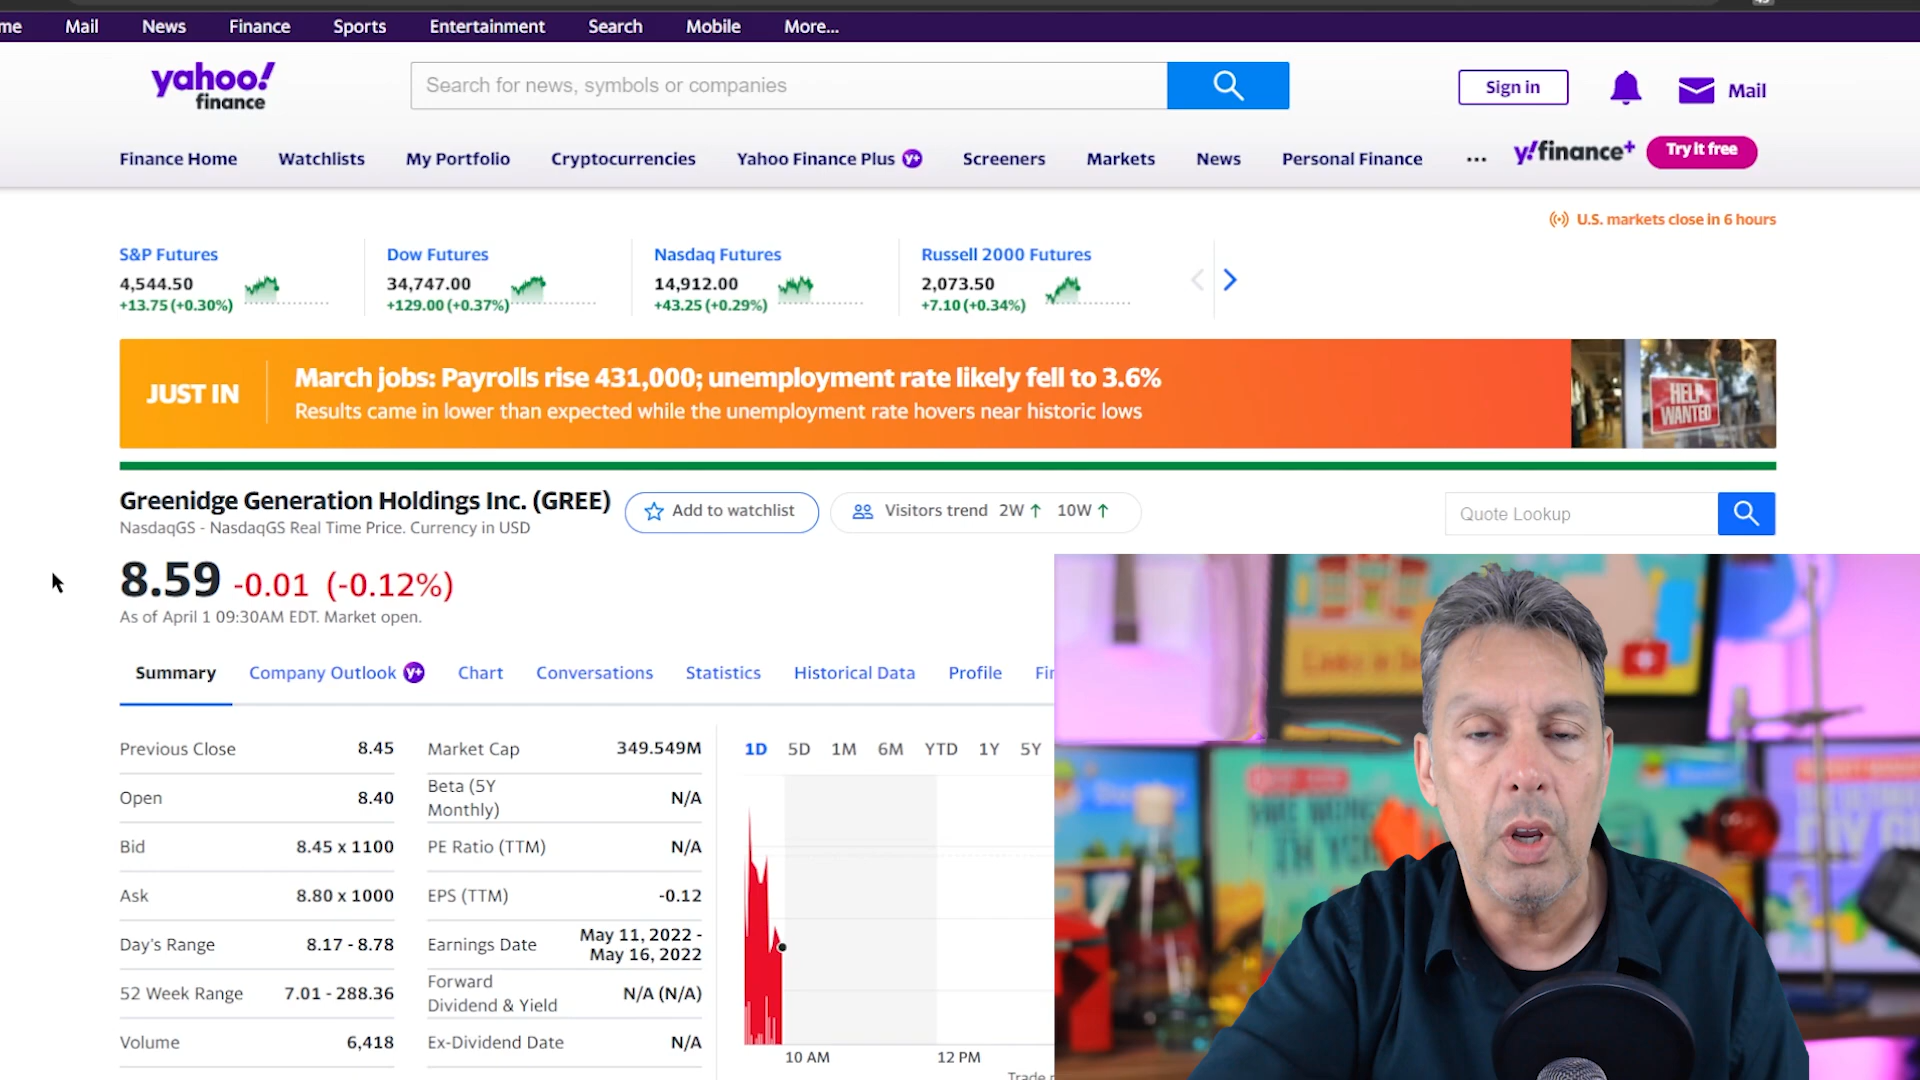 me Mail News Finance Sports Entertainment Search Mobile More...
yahoo!
finance
Search for news, symbols or companies
Sign in
Mail
Finance Home Watchlists My Portfolio Cryptocurrencies Yahoo Finance Plus y+ Screeners Markets News Personal Finance ... y!finance+ Try it free
U.S. markets close in 6 hours
S&P Futures
4,544.50
+13.75 (+0.30%)
Dow Futures
34,747.00
+129.00 (+0.37%)
Nasdaq Futures
14,912.00
+43.25 (+0.29%)
Russell 2000 Futures
2,073.50
+7.10 (+0.34%)
JUST IN
March jobs: Payrolls rise 431,000; unemployment rate likely fell to 3.6%
Results came in lower than expected while the unemployment rate hovers near historic lows
HELP
WANTED
Greenidge Generation Holdings Inc. (GREE)
NasdaqGS - NasdaqGS Real Time Price. Currency in USD
Add to watchlist
Visitors trend 2W ↑ 10W ↑
Quote Lookup
8.59 -0.01 (-0.12%)
As of April 1 09:30AM EDT. Market open.
Summary Company Outlook y+ Chart Conversations Statistics Historical Data Profile Fir
Previous Close 8.45
Open 8.40
Bid 8.45 x 1100
Ask 8.80 x 1000
Day's Range 8.17 - 8.78
52 Week Range 7.01 - 288.36
Volume 6,418
Market Cap 349.549M
Beta (5Y
Monthly) N/A
PE Ratio (TTM) N/A
EPS (TTM) -0.12
Earnings Date May 11, 2022 -
May 16, 2022
Forward
Dividend & Yield N/A (N/A)
Ex-Dividend Date N/A
1D 5D 1M 6M YTD 1Y 5Y
10 AM 12 PM